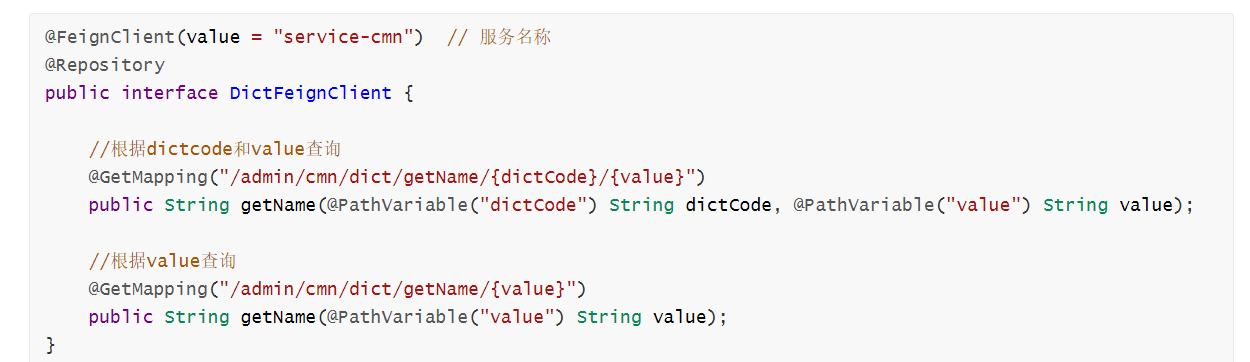 @FeignClient(value = "service-cmn")  // 服务名称
@Repository
public interface DictFeignClient {
    //根据dictcode和value查询
    @GetMapping("/admin/cmn/dict/getName/{dictCode}/{value}")
    public String getName(@PathVariable("dictCode") String dictCode, @PathVariable("value") String value);
    //根据value查询
    @GetMapping("/admin/cmn/dict/getName/{value}")
    public String getName(@PathVariable("value") String value);
}